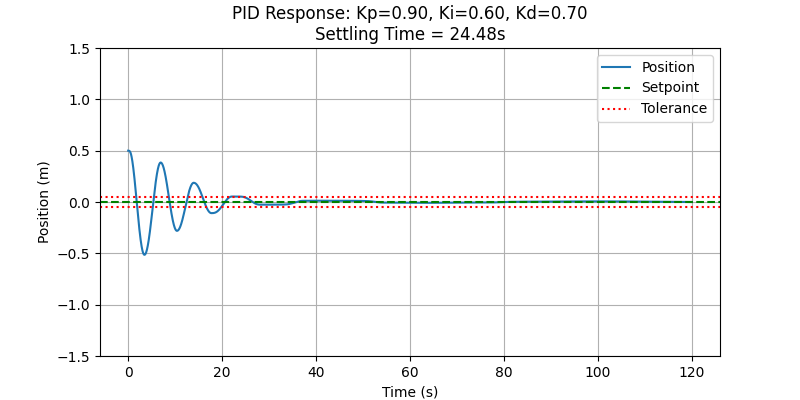 PID Response: Kp=0.90, Ki=0.60, Kd=0.70
Settling Time = 24.48s
1.5
1.0
0.5
0.0
−0.5
−1.0
−1.5
Position (m)
Position
Setpoint
Tolerance
0
20
40
60
80
100
120
Time (s)